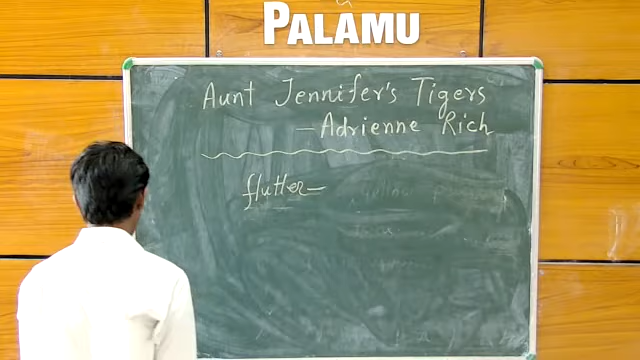 PALAMU
Aunt Jennifer's Tigers
— Adrienne Rich
flutter —